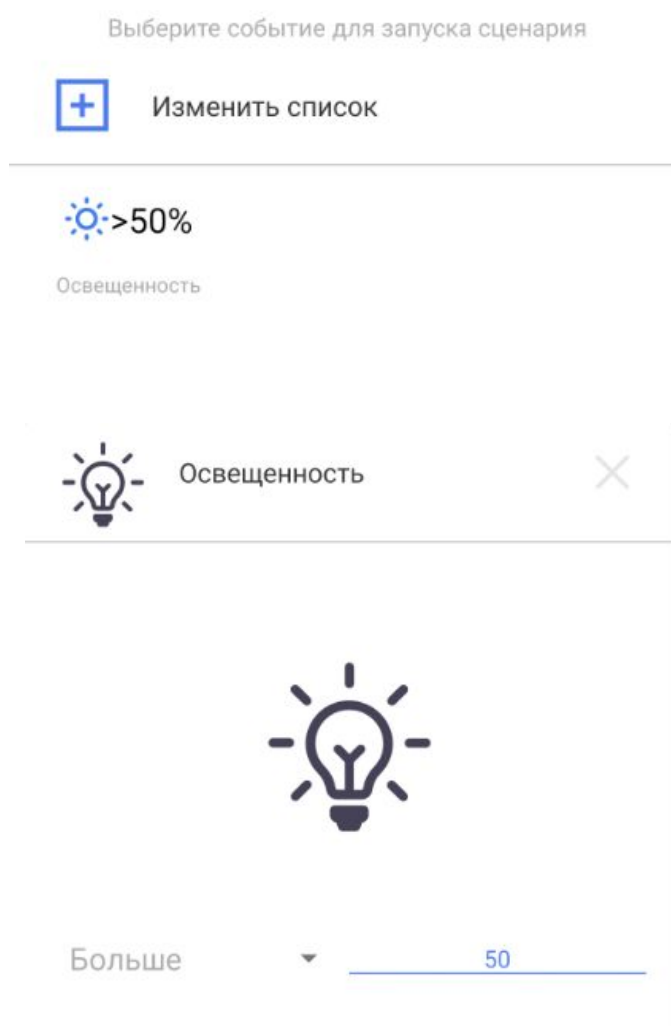 Выберите событие для запуска сценария
Изменить список
>50%
Освещенность
Освещенность
Больше
50